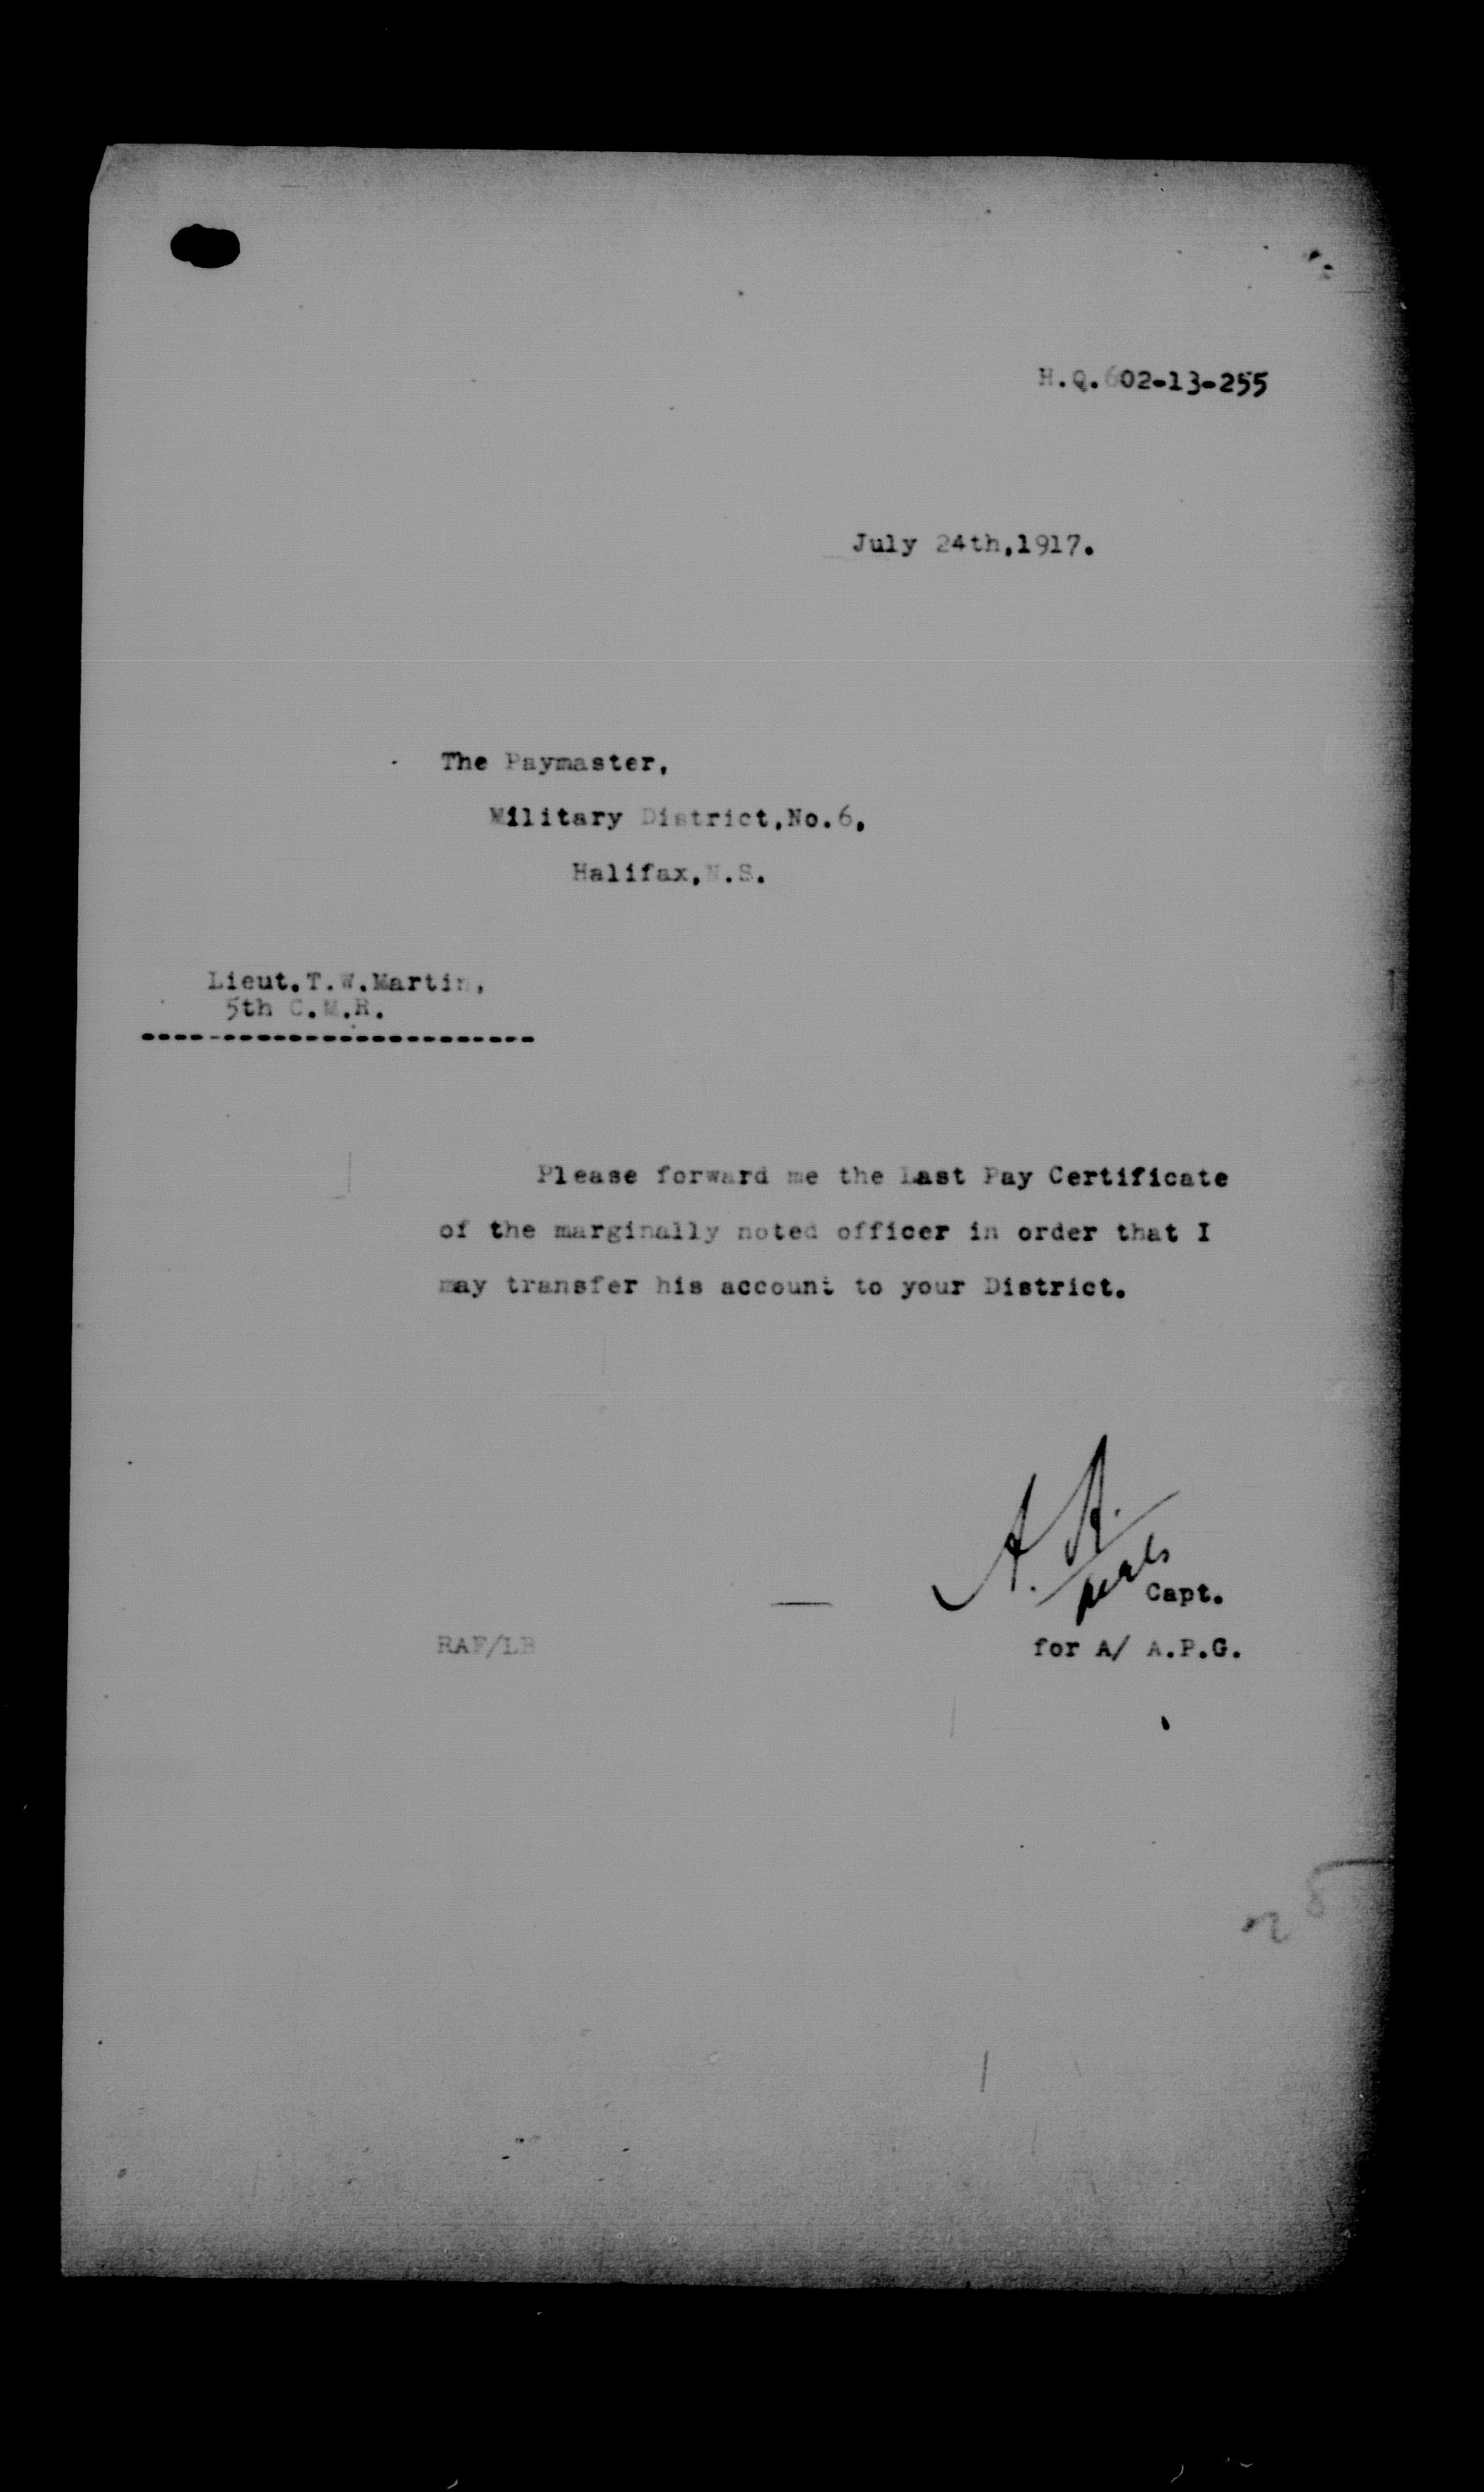 H.Q.602-13-255
July 24th,1917.
The Paymaster,
Military District,No.6,
Halifax,N.S.
Lieut.T.W.Martin,
5th C.M.R.
Please forward me the Last Pay Certificate
of the marginally noted officer in order that I
may transfer his account to your District.
Capt.
RAF/LB for A/ A.P.G.